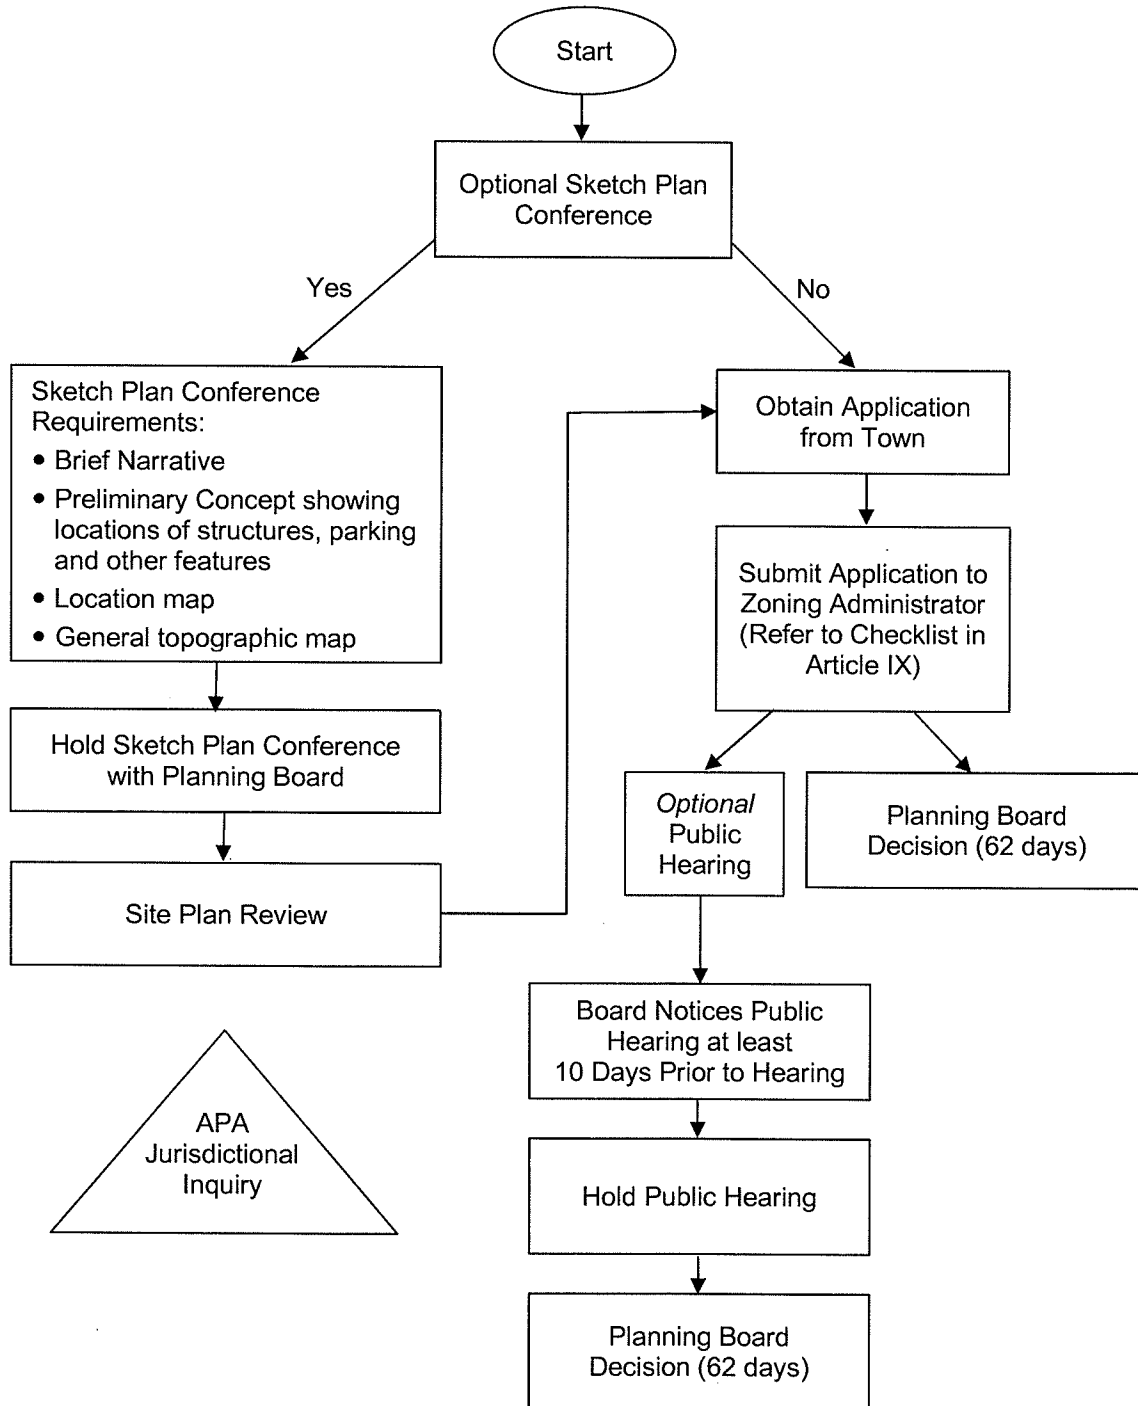 Start
Optional Sketch Plan
Conference
Yes
No
Sketch Plan Conference
Requirements:
• Brief Narrative
• Preliminary Concept showing
locations of structures, parking
and other features
• Location map
• General topographic map
Hold Sketch Plan Conference
with Planning Board
Site Plan Review
APA
Jurisdictional
Inquiry
Obtain Application
from Town
Submit Application to
Zoning Administrator
(Refer to Checklist in
Article IX)
Optional
Public
Hearing
Planning Board
Decision (62 days)
Board Notices Public
Hearing at least
10 Days Prior to Hearing
Hold Public Hearing
Planning Board
Decision (62 days)